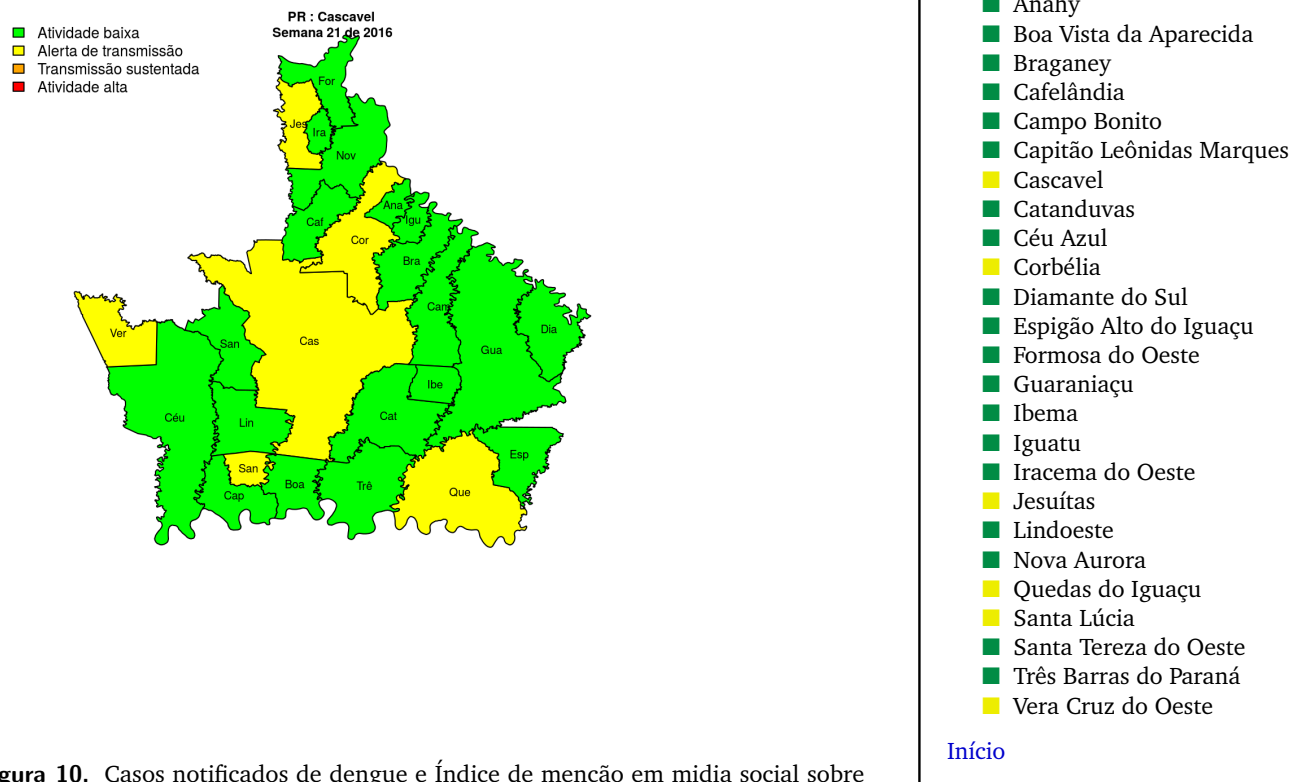 PR : Cascavel
Semana 21 de 2016
Atividade baixa
Alerta de transmissão
Transmissão sustentada
Atividade alta
For
Jes
Ira
Nov
Ana
Igu
Caf
Cor
Bra
Cam
Ver
San
Cas
Dia
Gua
Ibe
Céu
Lin
Cat
San
Esp
Cap
Boa
Trê
Que
Anahy
Boa Vista da Aparecida
Braganey
Cafelândia
Campo Bonito
Capitão Leônidas Marques
Cascavel
Catanduvas
Céu Azul
Corbélia
Diamante do Sul
Espigão Alto do Iguaçu
Formosa do Oeste
Guaraniaçu
Ibema
Iguatu
Iracema do Oeste
Jesuítas
Lindoeste
Nova Aurora
Quedas do Iguaçu
Santa Lúcia
Santa Tereza do Oeste
Três Barras do Paraná
Vera Cruz do Oeste
Início
gura 10. Casos notificados de dengue e Índice de menção em midia social sobre